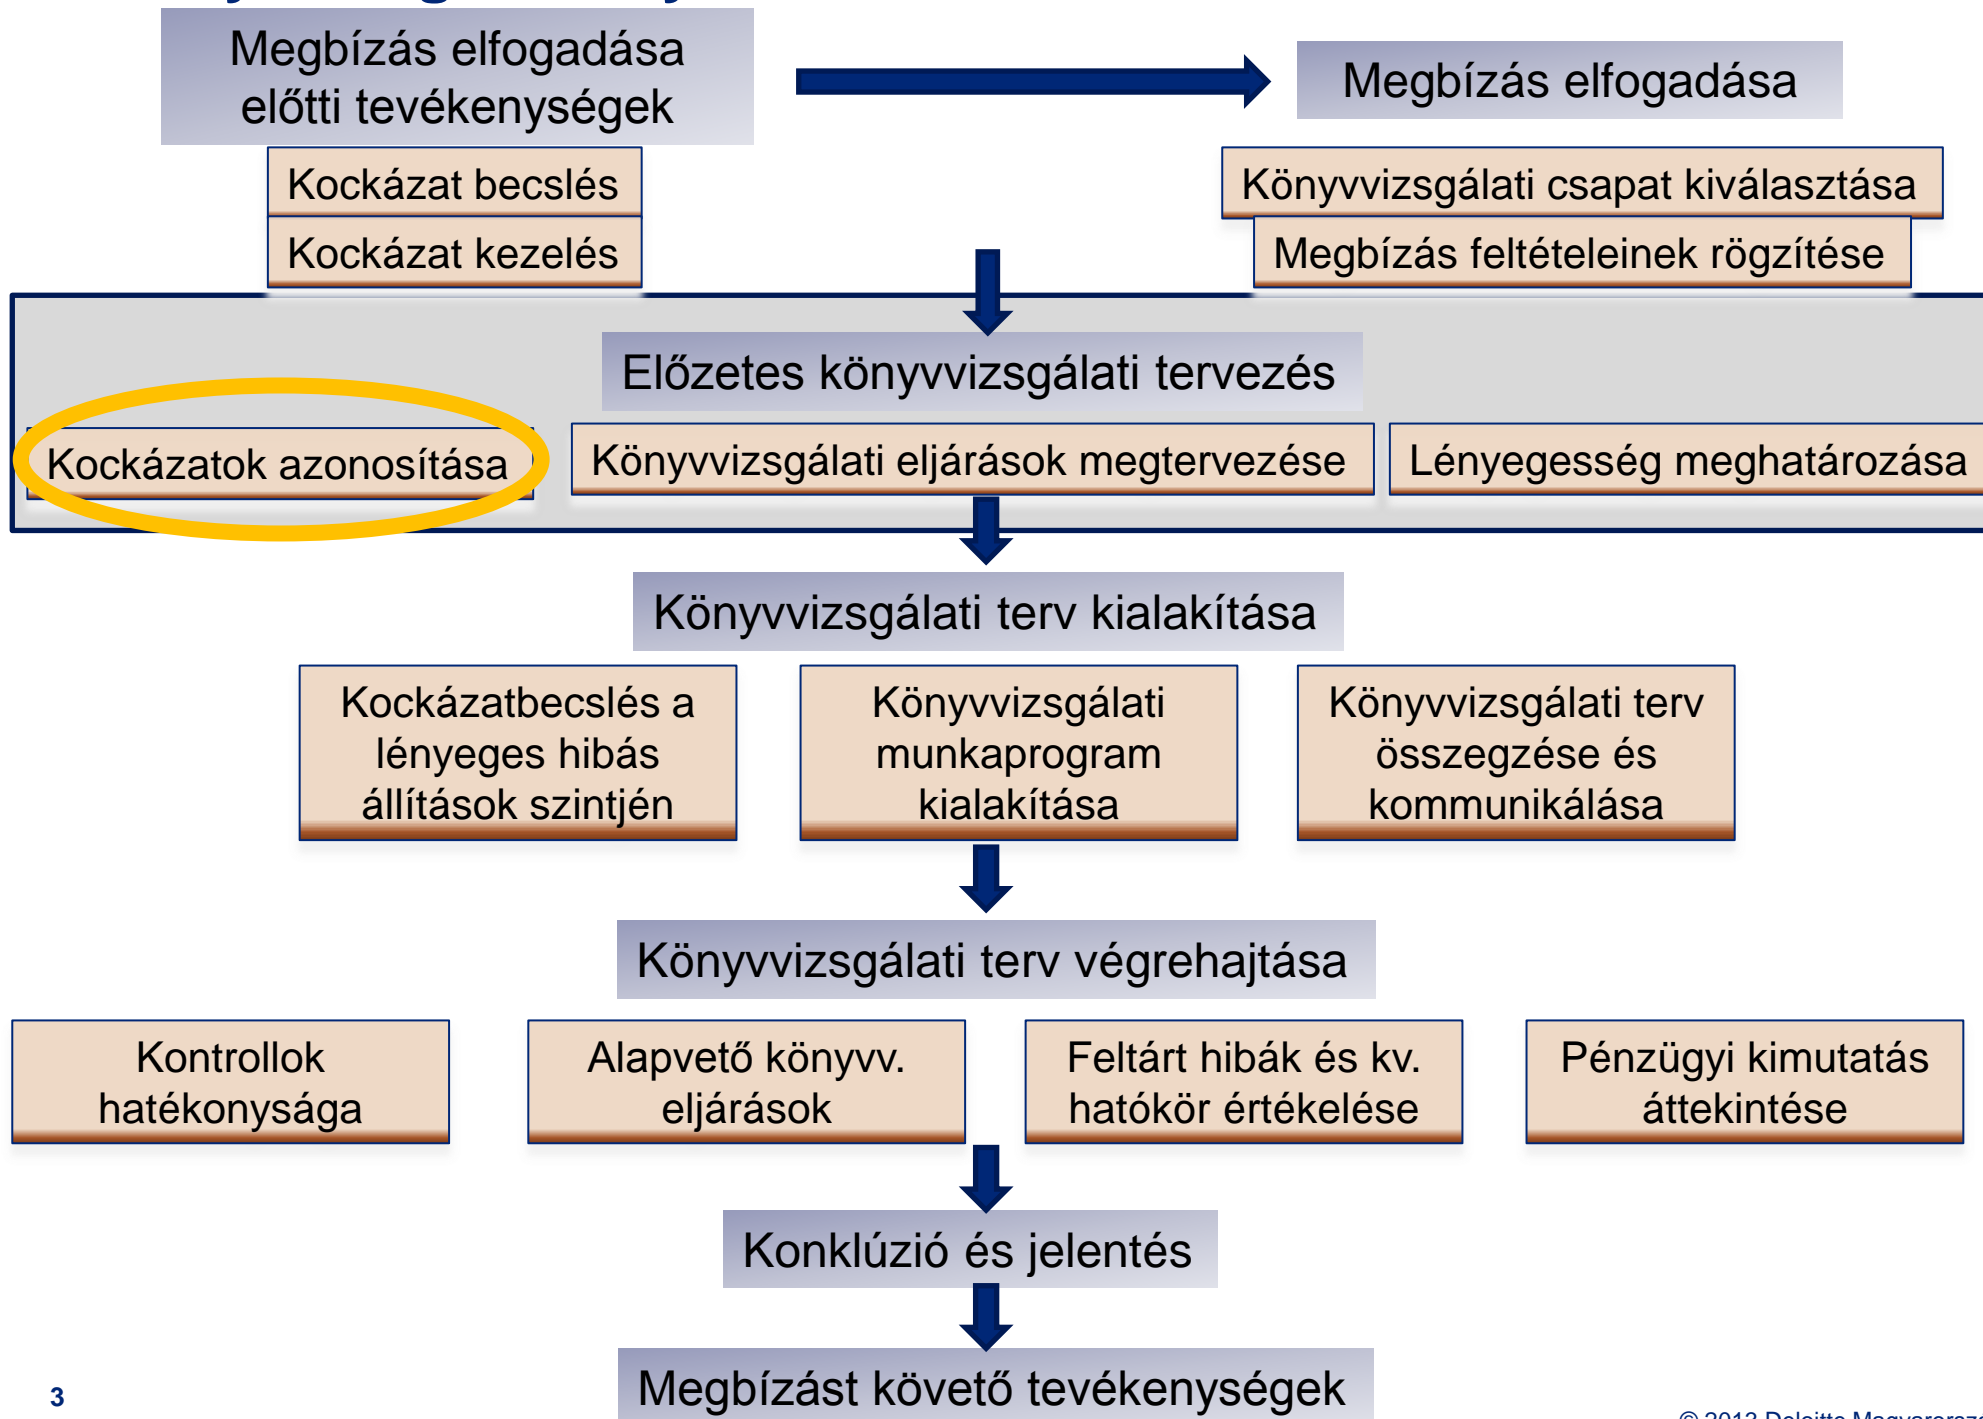 Megbízás elfogadása
előtti tevékenységek
Megbízás elfogadása
Kockázat becslés
Kockázat kezelés
Könyvvizsgálati csapat kiválasztása
Megbízás feltételeinek rögzítése
Előzetes könyvvizsgálati tervezés
Kockázatok azonosítása
Könyvvizsgálati eljárások megtervezése
Lényegesség meghatározása
Könyvvizsgálati terv kialakítása
Kockázatbecslés a
lényeges hibás
állítások szintjén
Könyvvizsgálati
munkaprogram
kialakítása
Könyvvizsgálati terv
összegzése és
kommunikálása
Könyvvizsgálati terv végrehajtása
Kontrollok
hatékonysága
Alapvető könyvv.
eljárások
Feltárt hibák és kv.
hatókör értékelése
Pénzügyi kimutatás
áttekintése
Konklúzió és jelentés
Megbízást követő tevékenységek
3